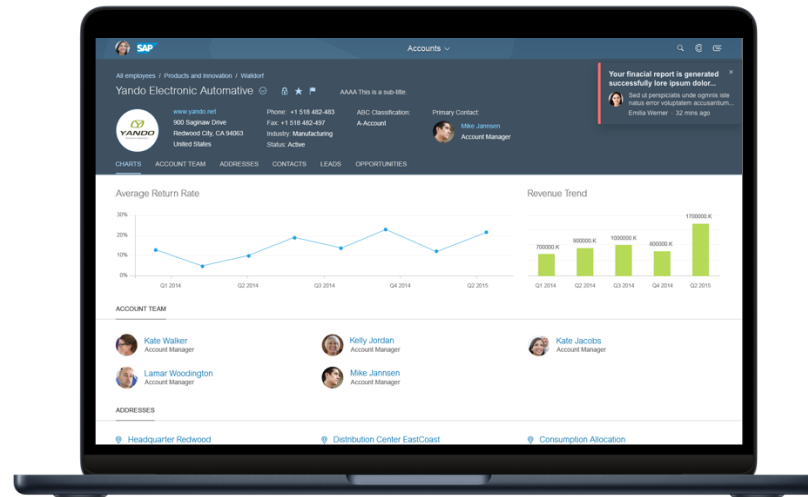 SAP
Accounts
All employees / Products and Innovation / Walldorf
Yando Electronic Automative
AAAA This is a sub-title.
Your finacial report is generated
successfully lore ipsum dolor...
Sed ut perspiciatis unde ogmnis iste
natus error voluptatem accusantium...
Emilia Werner · 32 mins ago
YANDO
www.yando.net
900 Saginaw Drive
Redwood City, CA 94063
United States
Phone: +1 518 482-483
Fax: +1 518 482-497
Industry: Manufacturing
Status: Active
ABC Classification:
A-Account
Primary Contact:
Mike Jannsen
Account Manager
CHARTS ACCOUNT TEAM ADDRESSES CONTACTS LEADS OPPORTUNITIES
Average Return Rate
30%
20%
10%
0%
Q1 2014 Q2 2014 Q3 2014 Q4 2014 Q2 2015
Revenue Trend
700000.K 800000.K 1000000.K 600000.K 1700000.K
Q1 2014 Q2 2014 Q3 2014 Q4 2014 Q2 2015
ACCOUNT TEAM
Kate Walker
Account Manager
Kelly Jordan
Account Manager
Kate Jacobs
Account Manager
Lamar Woodington
Account Manager
Mike Jannsen
Account Manager
ADDRESSES
Headquarter Redwood
Distribution Center EastCoast
Consumption Allocation